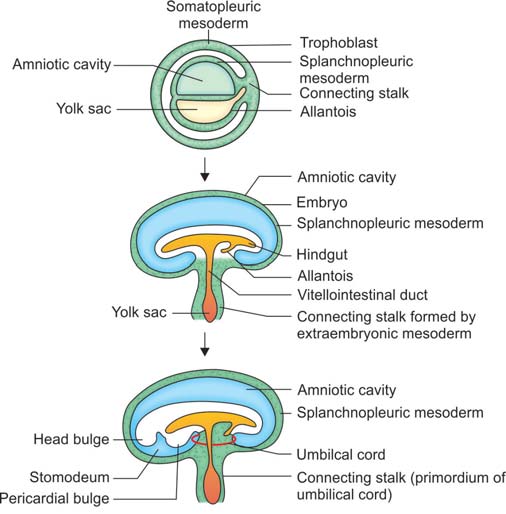 Somatopleuric
mesoderm
Trophoblast
Splanchnopleuric
mesoderm
Amniotic cavity
Connecting stalk
Yolk sac
Allantois
Amniotic cavity
Embryo
Splanchnopleuric mesoderm
Hindgut
Allantois
Vitellointestinal duct
Yolk sac
Connecting stalk formed by
extraembryonic mesoderm
Amniotic cavity
Splanchnopleuric mesoderm
Head bulge
Umbilcal cord
Stomodeum
Connecting stalk (primordium of
umbilical cord)
Pericardial bulge